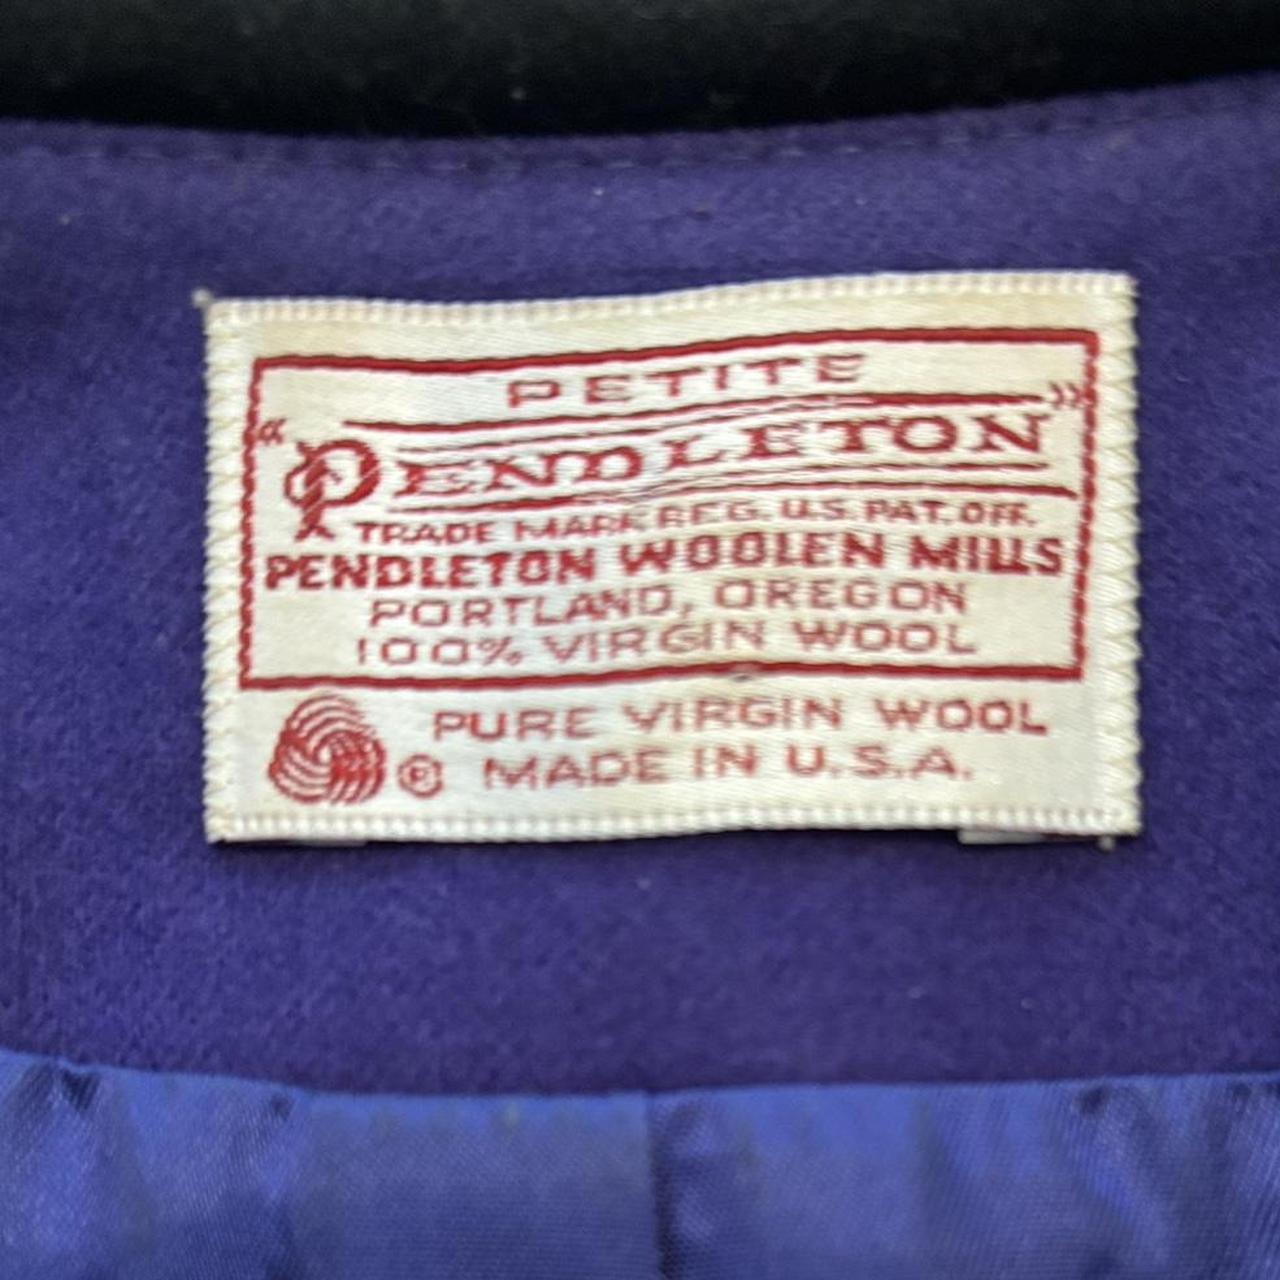 PETITE
"PENDLETON"
TRADE MARK REG. U.S. PAT. OFF.
PENDLETON WOOLEN MILLS
PORTLAND, OREGON
100% VIRGIN WOOL
® PURE VIRGIN WOOL
MADE IN U.S.A.